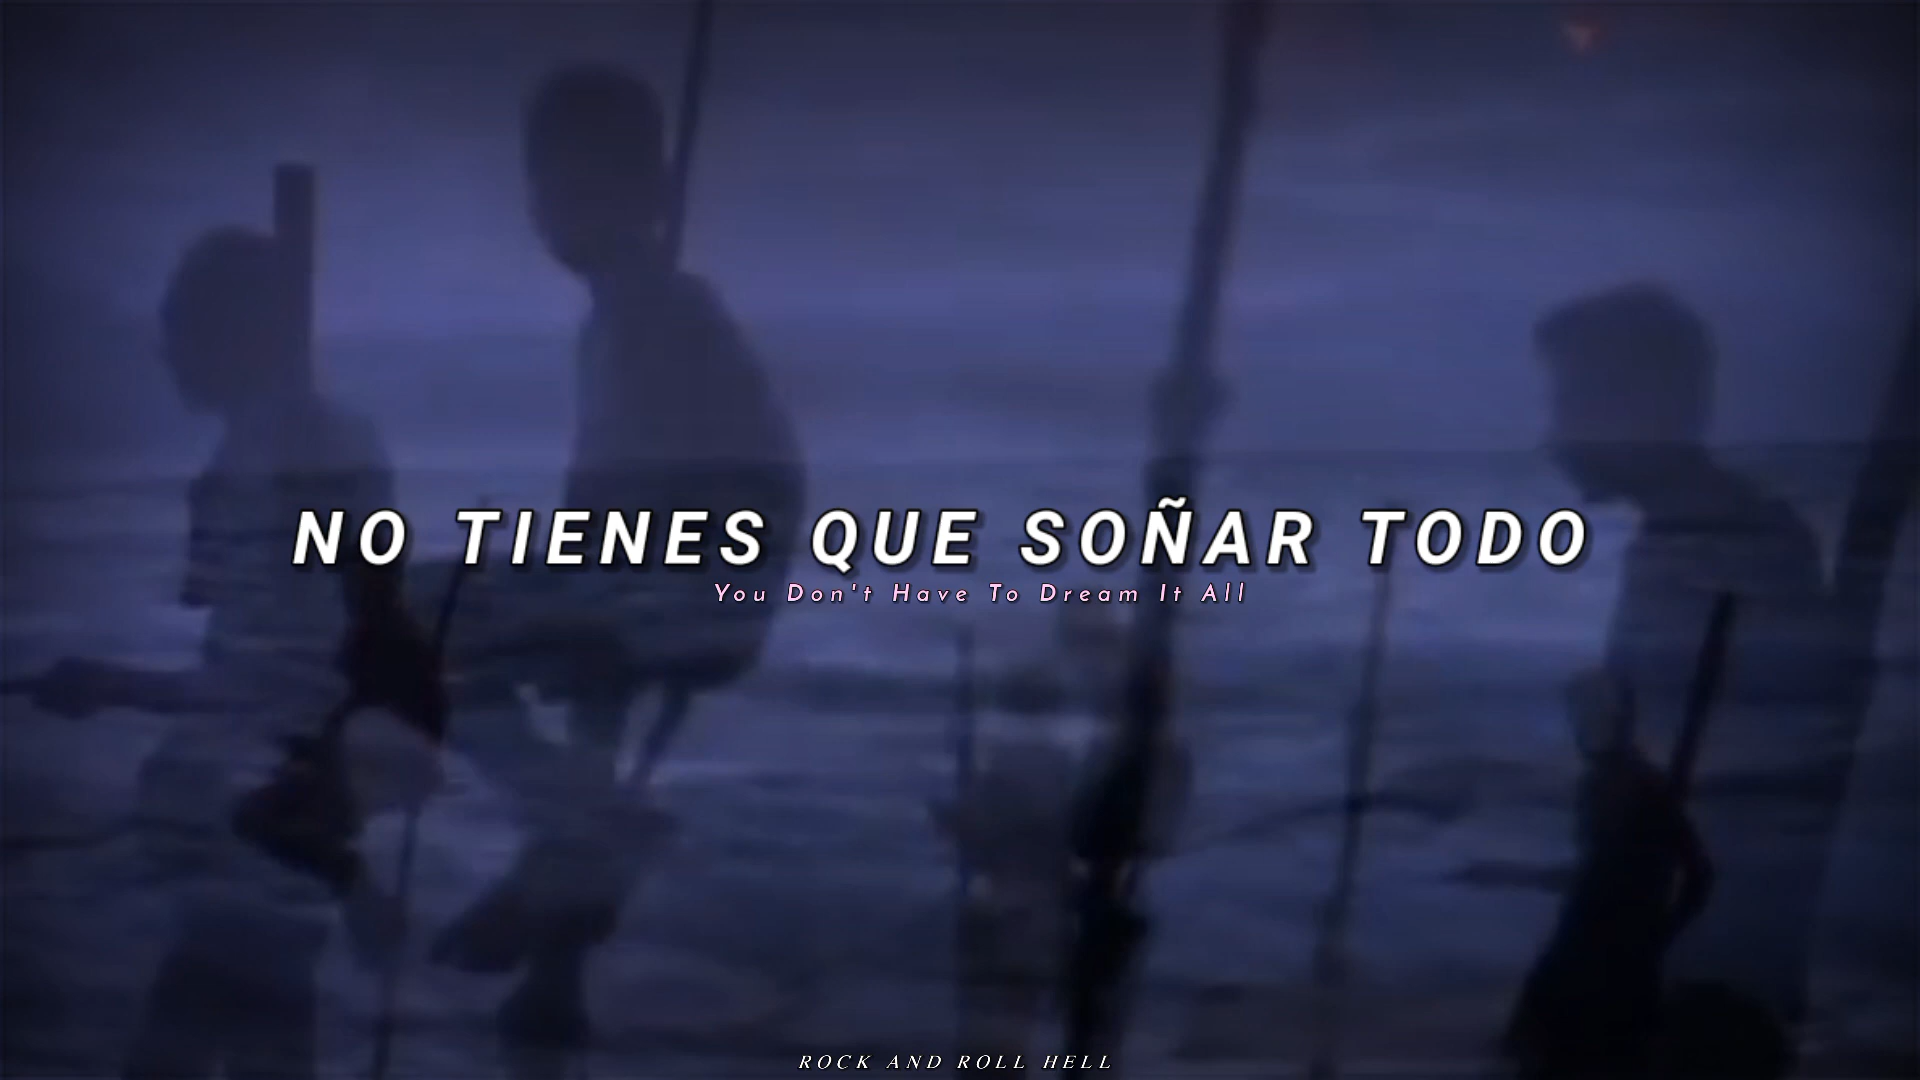 NO TIENES QUE SOÑAR TODO
You Don't Have To Dream It All
ROCK AND ROLL HELL